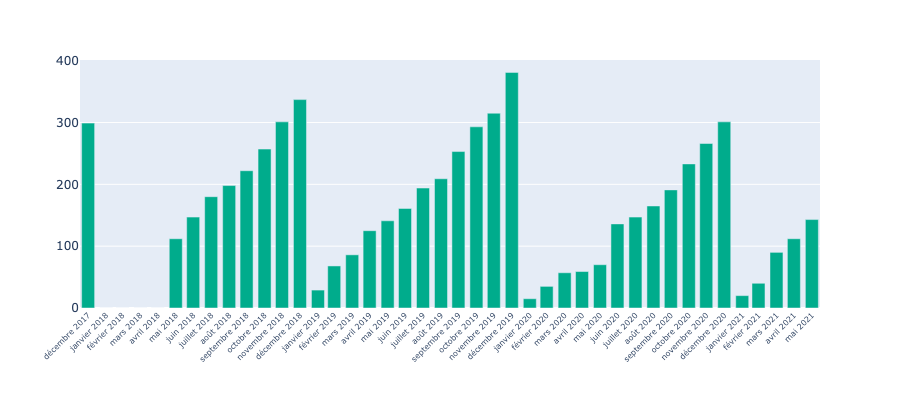 400
300
200
100
0
décembre 2017
janvier 2018
février 2018
mars 2018
avril 2018
mai 2018
juin 2018
juillet 2018
août 2018
septembre 2018
octobre 2018
novembre 2018
décembre 2018
janvier 2019
février 2019
mars 2019
avril 2019
mai 2019
juin 2019
juillet 2019
août 2019
septembre 2019
octobre 2019
novembre 2019
décembre 2019
janvier 2020
février 2020
mars 2020
avril 2020
mai 2020
juin 2020
juillet 2020
août 2020
septembre 2020
octobre 2020
novembre 2020
décembre 2020
janvier 2021
février 2021
mars 2021
avril 2021
mai 2021